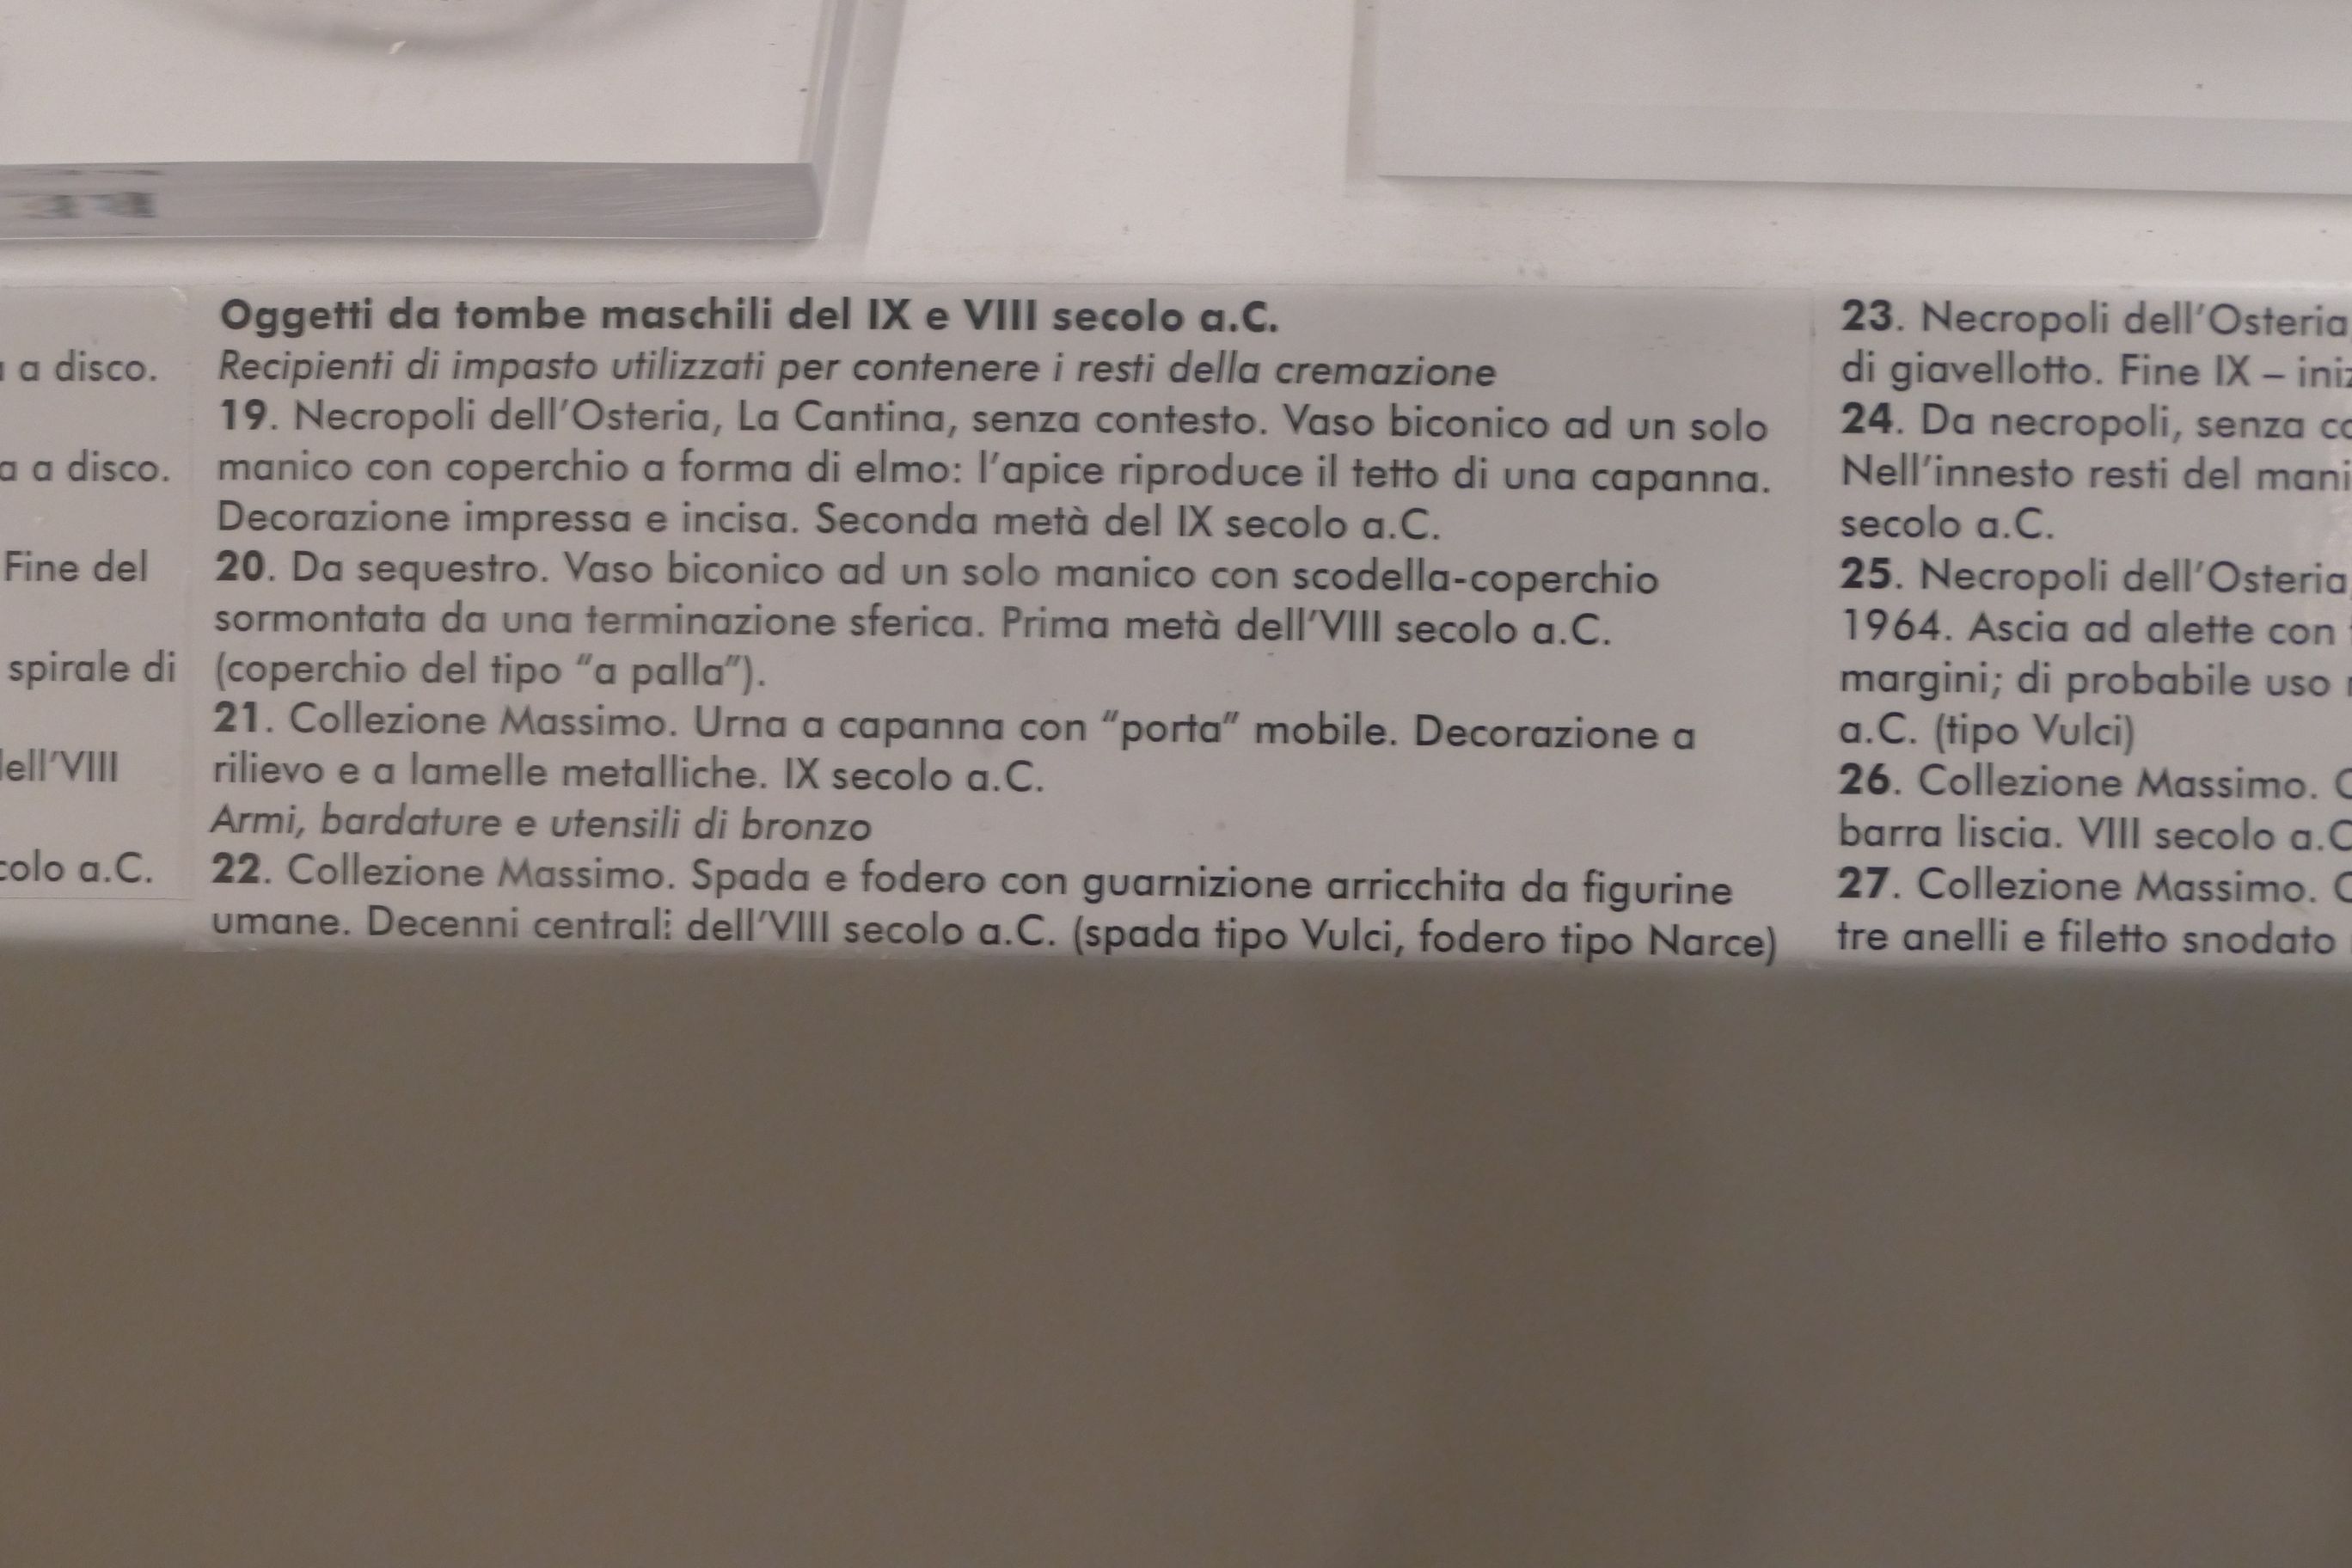 a disco.
a a disco.
Fine del
spirale di
dell'VIII
colo a.C.
Oggetti da tombe maschili del IX e VIII secolo a.C.
Recipienti di impasto utilizzati per contenere i resti della cremazione
19. Necropoli dell'Osteria, La Cantina, senza contesto. Vaso biconico ad un solo
manico con coperchio a forma di elmo: l'apice riproduce il tetto di una capanna.
Decorazione impressa e incisa. Seconda metà del IX secolo a.C.
20. Da sequestro. Vaso biconico ad un solo manico con scodella-coperchio
sormontata da una terminazione sferica. Prima metà dell'VIII secolo a.C.
(coperchio del tipo "a palla").
21. Collezione Massimo. Urna a capanna con "porta" mobile. Decorazione a
rilievo e a lamelle metalliche. IX secolo a.C.
Armi, bardature e utensili di bronzo
22. Collezione Massimo. Spada e fodero con guarnizione arricchita da figurine
umane. Decenni centrali dell'VIII secolo a.C. (spada tipo Vulci, fodero tipo Narce)
23. Necropoli dell'Osteria,
di giavellotto. Fine IX – iniz
24. Da necropoli, senza co
Nell'innesto resti del mani
secolo a.C.
25. Necropoli dell'Osteria,
1964. Ascia ad alette con
margini; di probabile uso
a.C. (tipo Vulci)
26. Collezione Massimo.
barra liscia. VIII secolo a.C
27. Collezione Massimo.
tre anelli e filetto snodato